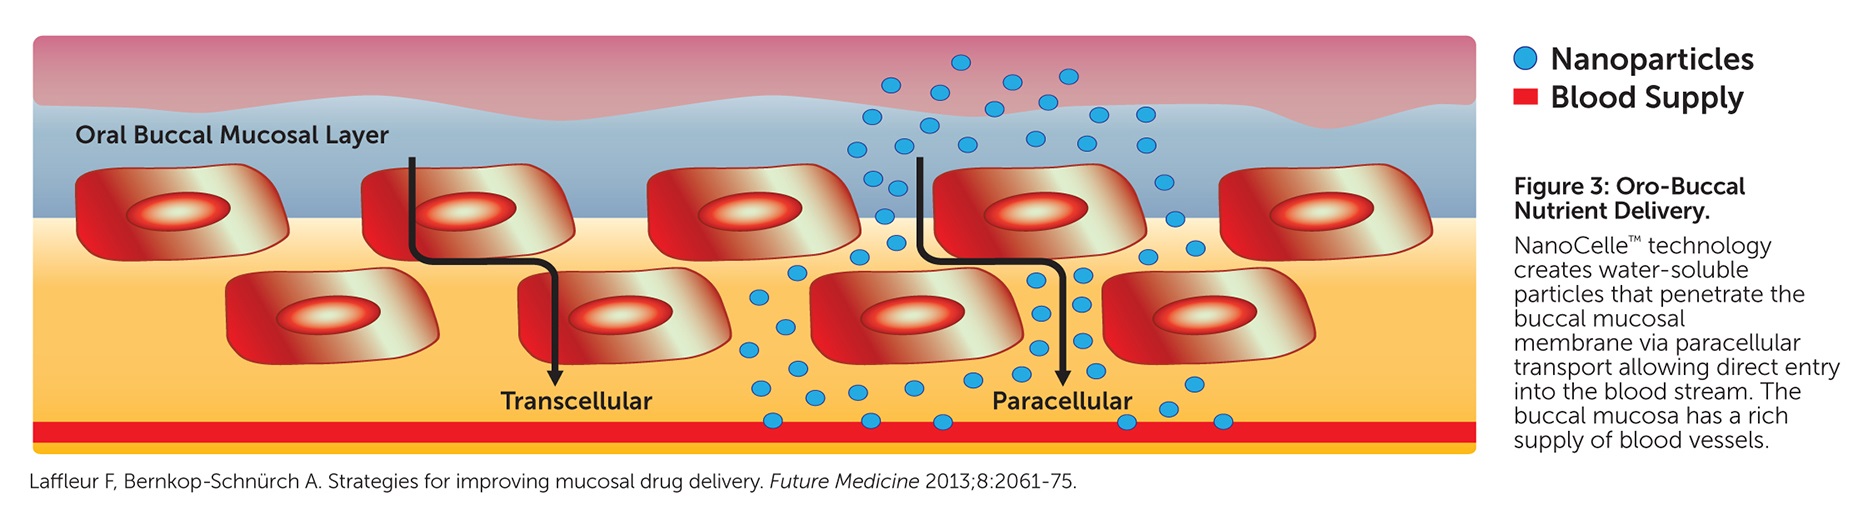 Oral Buccal Mucosal Layer
Transcellular
Paracellular
Nanoparticles
Blood Supply
Figure 3: Oro-Buccal
Nutrient Delivery.
NanoCelle™ technology
creates water-soluble
particles that penetrate the
buccal mucosal
membrane via paracellular
transport allowing direct entry
into the blood stream. The
buccal mucosa has a rich
supply of blood vessels.
Laffleur F, Bernkop-Schnürch A. Strategies for improving mucosal drug delivery. Future Medicine 2013;8:2061-75.